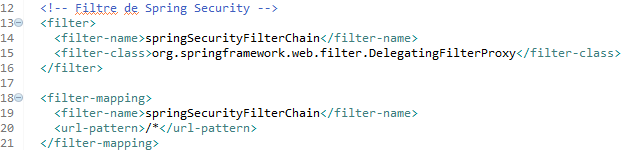 12 <!-- Filtre de Spring Security -->
13 <filter>
14 <filter-name>springSecurityFilterChain</filter-name>
15 <filter-class>org.springframework.web.filter.DelegatingFilterProxy</filter-class>
16 </filter>
17
18 <filter-mapping>
19 <filter-name>springSecurityFilterChain</filter-name>
20 <url-pattern>/*</url-pattern>
21 </filter-mapping>